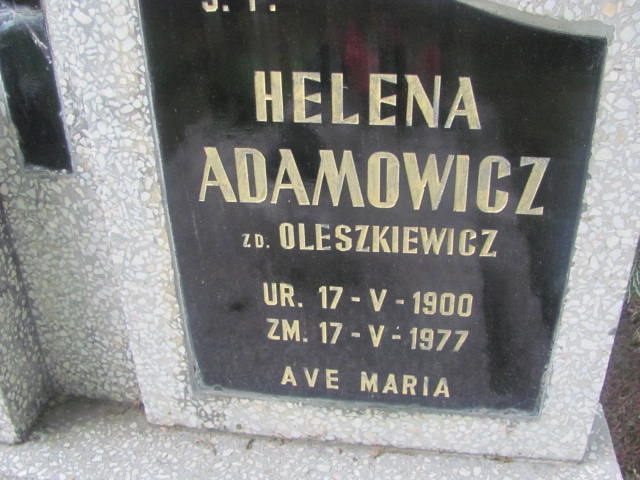 Ś. P.
HELENA
ADAMOWICZ
ZD. OLESZKIEWICZ
UR. 17-V-1900
ZM. 17-V-1977
AVE MARIA